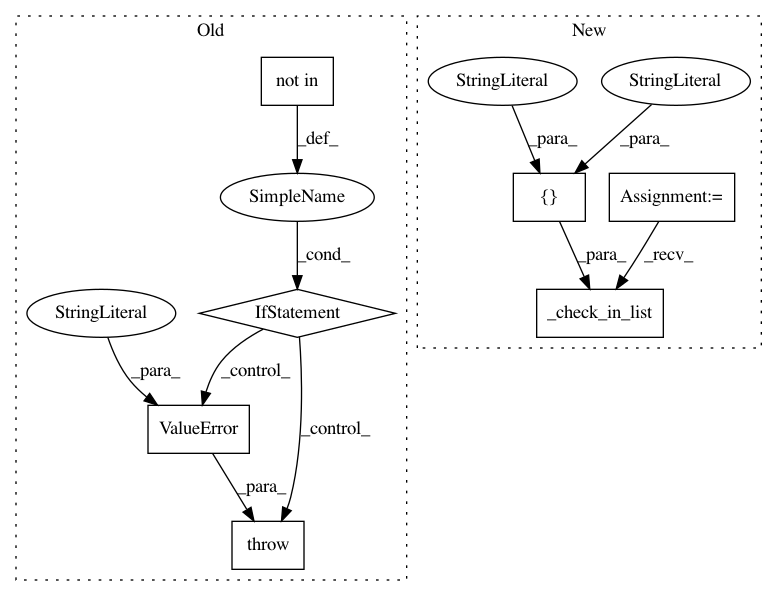 Old
New
not in
StringLiteral
StringLiteral
_def_
_para_
_para_
SimpleName
{}
Assignment:=
_cond_
_para_
_recv_
StringLiteral
IfStatement
_check_in_list
_para_
_control_
_control_
ValueError
_para_
throw